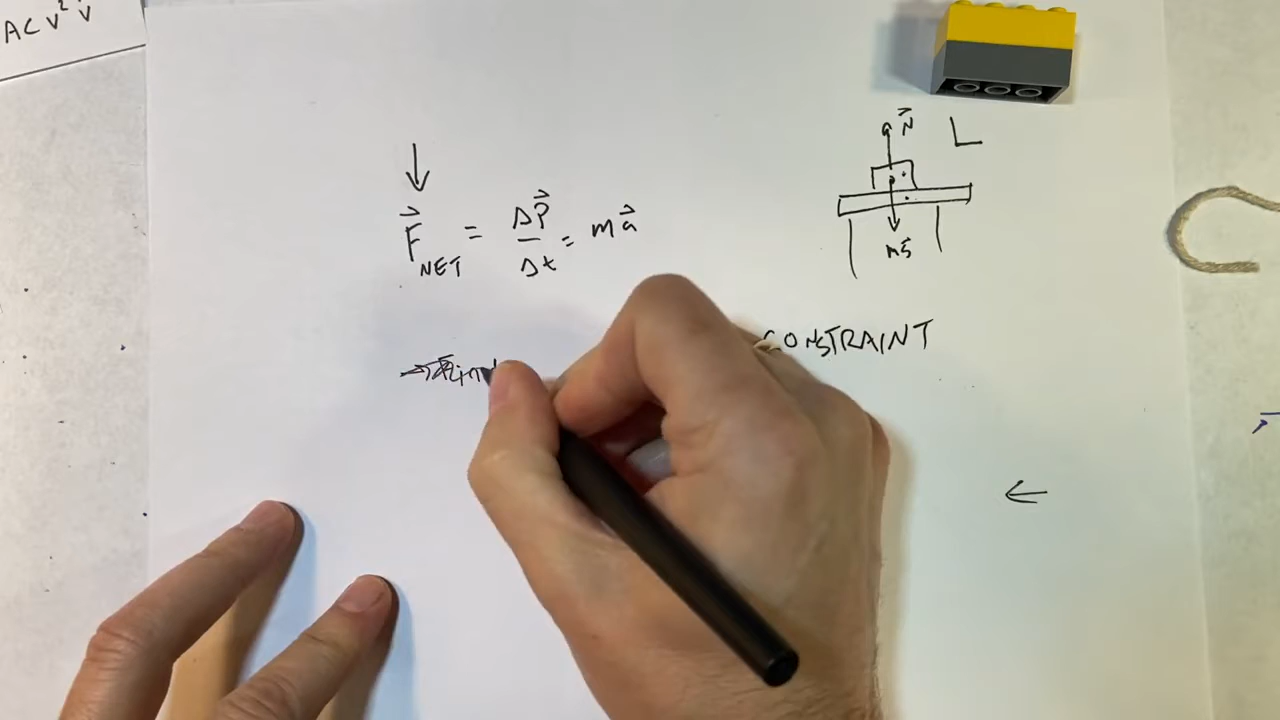 ACV²V
N
F NET = ΔP/Δt = ma
mg
CONSTRAINT